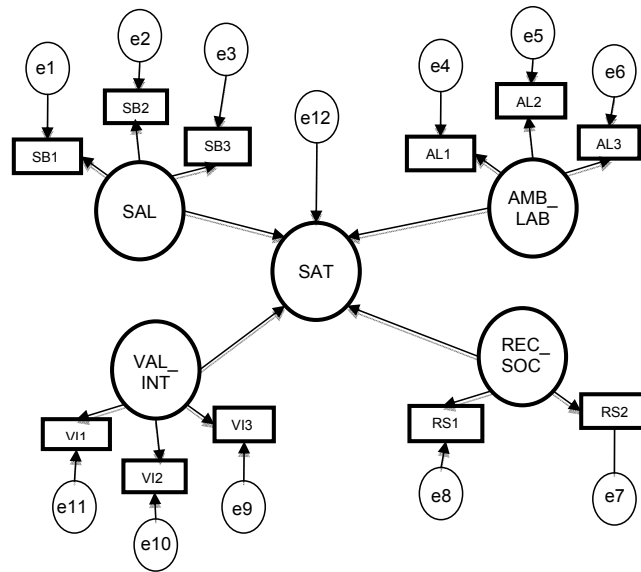 e1
e2
e3
SB1
SB2
SB3
SAL
e12
SAT
e4
e5
e6
AL1
AL2
AL3
AMB_
LAB
VAL_
INT
VI1
VI2
VI3
e11
e10
e9
REC_
SOC
RS1
RS2
e8
e7